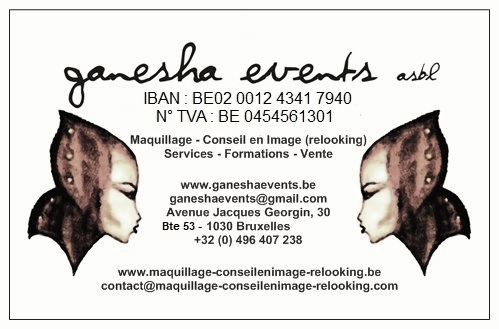 ganesha events asbl
IBAN : BE02 0012 4341 7940
N° TVA : BE 0454561301
Maquillage - Conseil en Image (relooking)
Services - Formations - Vente
www.ganeshaevents.be
ganeshaevents@gmail.com
Avenue Jacques Georgin, 30
Bte 53 - 1030 Bruxelles
+32 (0) 496 407 238
www.maquillage-conseilenimage-relooking.be
contact@maquillage-conseilenimage-relooking.com